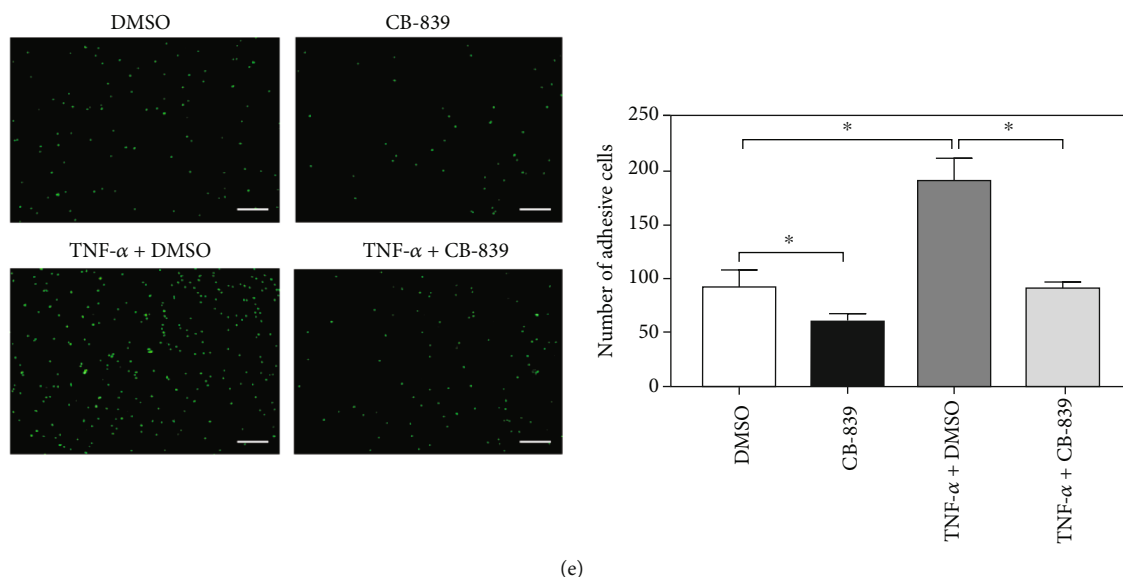 DMSO
CB-839
TNF-α + DMSO
TNF-α + CB-839
Number of adhesive cells
250
200
150
100
50
0
*
*
*
DMSO
CB-839
TNF-α + DMSO
TNF-α + CB-839
(e)